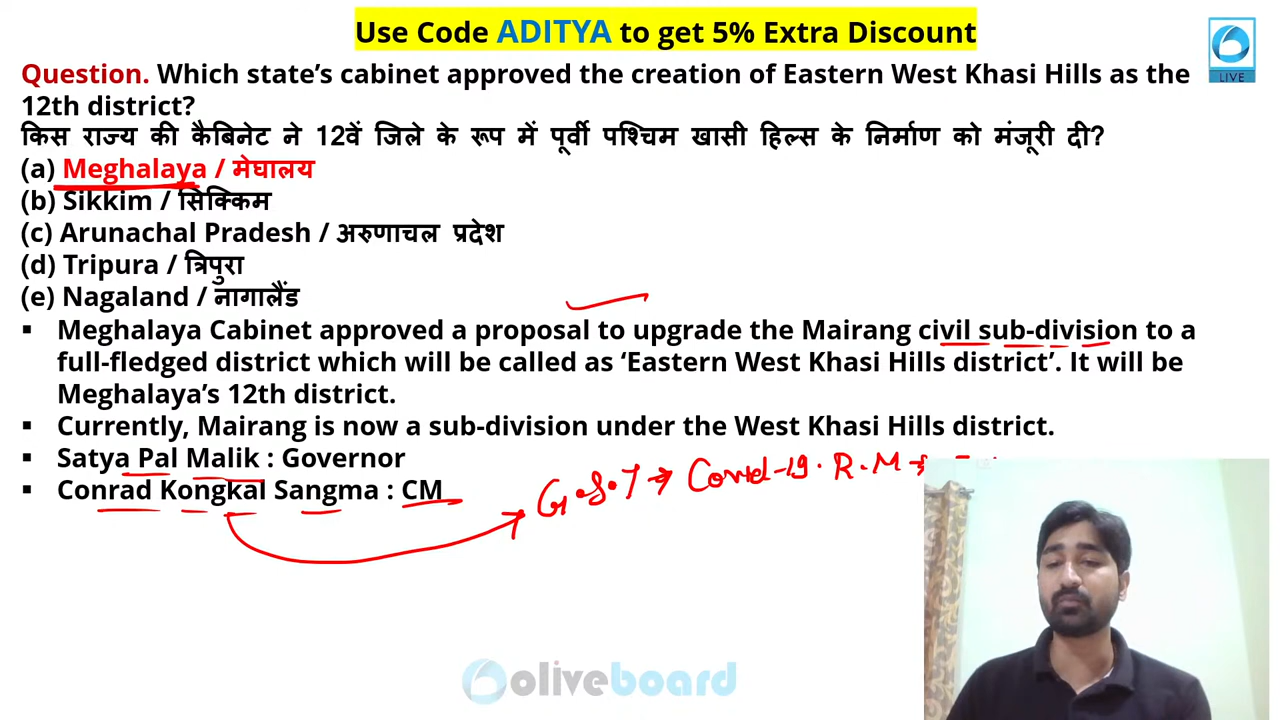 Use Code ADITYA to get 5% Extra Discount
LIVE
Question. Which state's cabinet approved the creation of Eastern West Khasi Hills as the
12th district?
किस राज्य की कैबिनेट ने 12वें जिले के रूप में पूर्वी पश्चिम खासी हिल्स के निर्माण को मंजूरी दी?
(a) Meghalaya / मेघालय
(b) Sikkim / सिक्किम
(c) Arunachal Pradesh / अरुणाचल प्रदेश
(d) Tripura / त्रिपुरा
(e) Nagaland / नागालैंड
▪ Meghalaya Cabinet approved a proposal to upgrade the Mairang civil sub-division to a
full-fledged district which will be called as 'Eastern West Khasi Hills district'. It will be
Meghalaya's 12th district.
▪ Currently, Mairang is now a sub-division under the West Khasi Hills district.
▪ Satya Pal Malik : Governor
▪ Conrad Kongkal Sangma : CM
G.S.T → Covid-19. R.M →
oliveboard